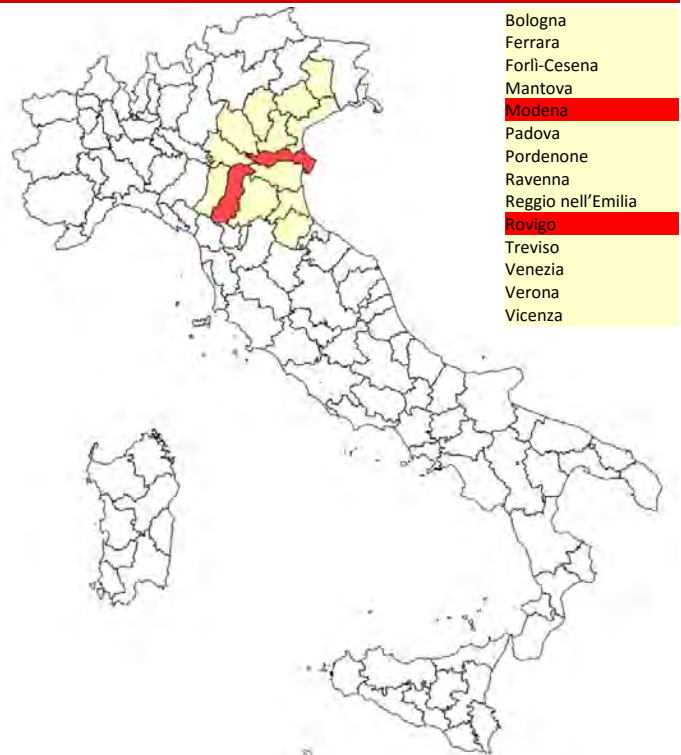 Bologna
Ferrara
Forlì-Cesena
Mantova
Modena
Padova
Pordenone
Ravenna
Reggio nell’Emilia
Rovigo
Treviso
Venezia
Verona
Vicenza